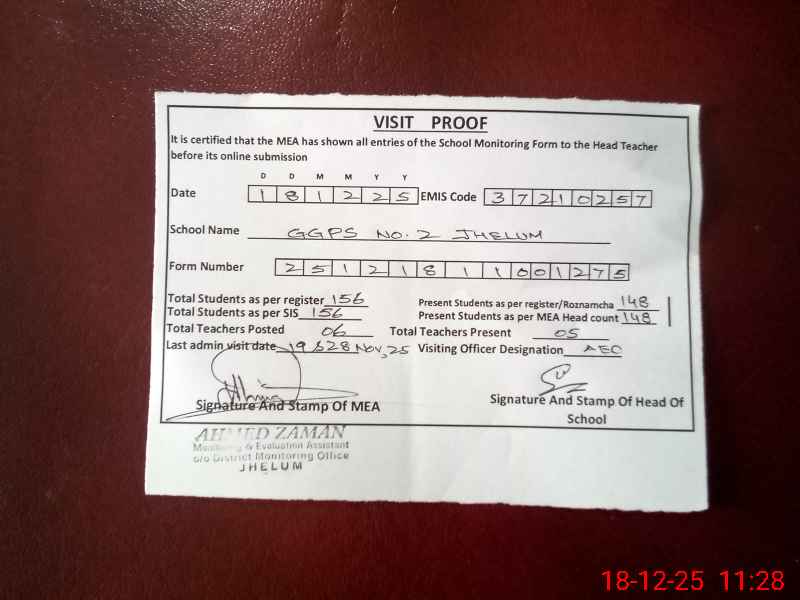 VISIT PROOF
It is certified that the MEA has shown all entries of the School Monitoring Form to the Head Teacher
before its online submission
D D M M Y Y
Date 1 8 1 2 2 5 EMIS Code 3 7 2 1 0 2 5 7
School Name GGPS NO.2 JHELUM
Form Number 2 5 1 2 1 8 1 1 0 0 1 2 7 5
Total Students as per register 156 Present Students as per register/Roznamcha 148
Total Students as per SIS 156 Present Students as per MEA Head count 148
Total Teachers Posted 06 Total Teachers Present 05
Last admin visit date 19 &28 Nov,25 Visiting Officer Designation AEO
Signature And Stamp Of MEA Signature And Stamp Of Head Of
School
AHMED ZAMAN
Monitoring & Evaluation Assistant
o/o District Monitoring Office
JHELUM
18-12-25 11:28